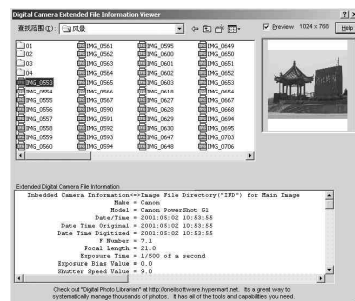 Digital Camera Extended File Information Viewer
查找范围(I): 风景
Preview 1024 x 768 Help
101 IMG_0561 IMG_0595 IMG_0649
102 IMG_0562 IMG_0600 IMG_0650
103 IMG_0563 IMG_0601 IMG_0651
104 IMG_0564 IMG_0602 IMG_0652
IMG_0553 IMG_0565 IMG_0603 IMG_0653
IMG_0554 IMG_0566 IMG_0654
IMG_0555 IMG_0567 IMG_0627 IMG_0667
IMG_0556 IMG_0590 IMG_0628 IMG_0668
IMG_0557 IMG_0591 IMG_0629 IMG_0694
IMG_0558 IMG_0592 IMG_0630 IMG_0695
IMG_0559 IMG_0593 IMG_0647 IMG_0703
IMG_0560 IMG_0594 IMG_0648 IMG_0706
Extended Digital Camera File Information
Inbedded Camera Information<=>Image File Directory("IFD") for Main Image
Make = Canon
Model = Canon PowerShot G1
Date/Time = 2001:05:02 10:53:55
Date Time Original = 2001:05:02 10:53:55
Date Time Digitized = 2001:05:02 10:53:55
F Number = 7.1
Focal Length = 21.0
Exposure Time = 1/500 of a second
Exposure Bias Value = 0.0
Shutter Speed Value = 9.0
Check out "Digital Photo Librarian" at http://oneilsoftware.hypermart.net. Its a great way to
systematically manage thousands of photos. It has all of the tools and capabilities you need.